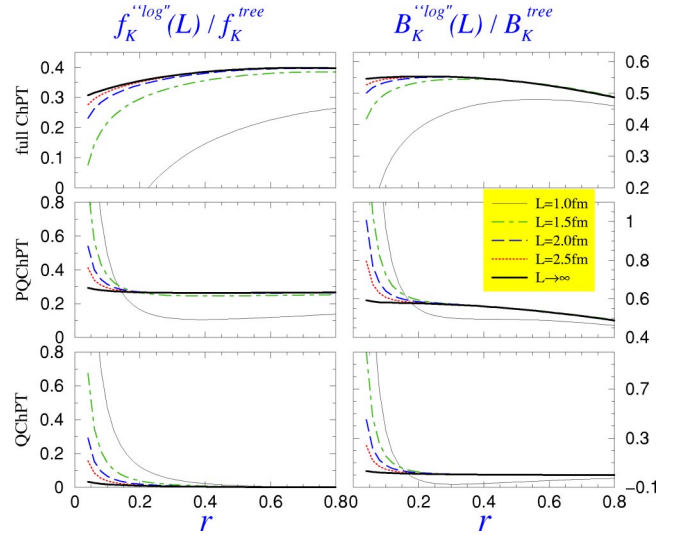 f_K^{"log"}(L) / f_K^{tree}
B_K^{"log"}(L) / B_K^{tree}
full ChPT
0.4
0.3
0.2
0.1
0
0.6
0.5
0.4
0.3
0.2
PQChPT
0.8
0.6
0.4
0.2
0
L=1.0fm
L=1.5fm
L=2.0fm
L=2.5fm
L→∞
1
0.8
0.6
0.4
QChPT
0.8
0.6
0.4
0.2
0
0.7
0.3
−0.1
0 0.2 0.4 0.6 0.8
0.2 0.4 0.6 0.8
r
r